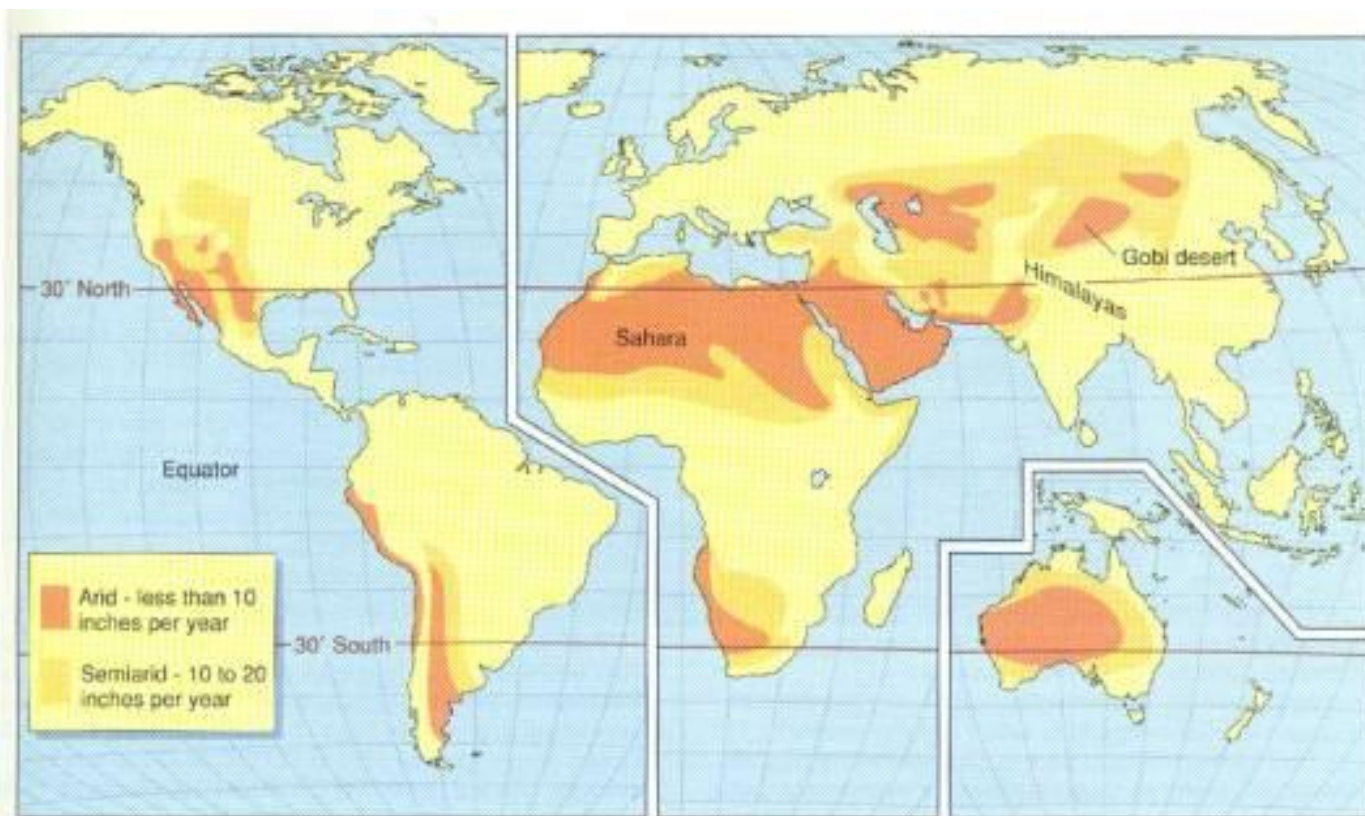 30° North
Sahara
Gobi desert
Himalayas
Equator
Arid - less than 10
inches per year
30° South
Semiarid - 10 to 20
inches per year